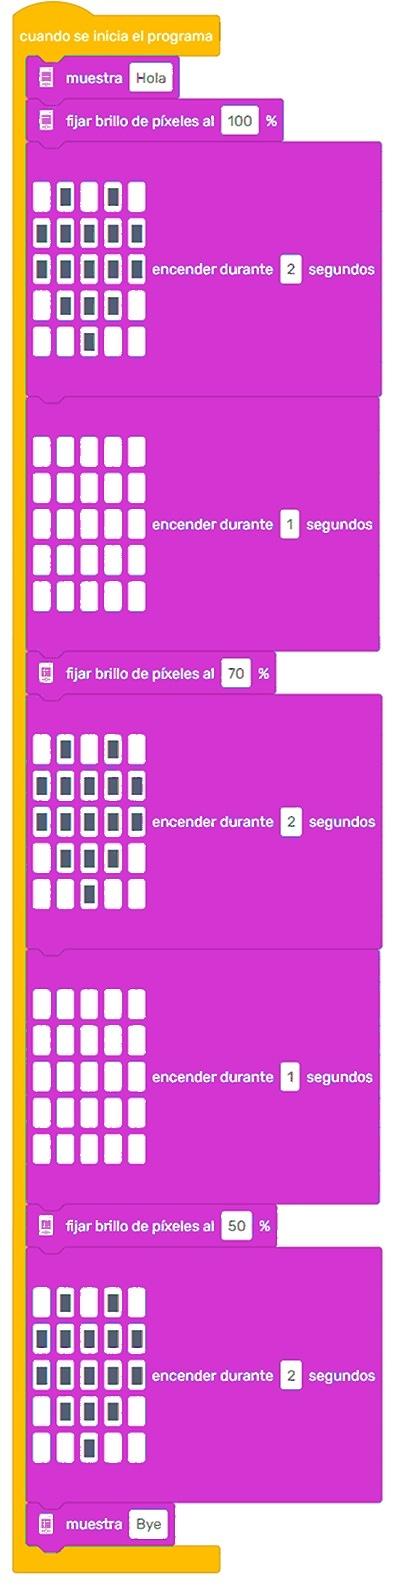 cuando se inicia el programa
muestra Hola
fijar brillo de píxeles al 100 %
encender durante 2 segundos
encender durante 1 segundos
fijar brillo de píxeles al 70 %
encender durante 2 segundos
encender durante 1 segundos
fijar brillo de píxeles al 50 %
encender durante 2 segundos
muestra Bye